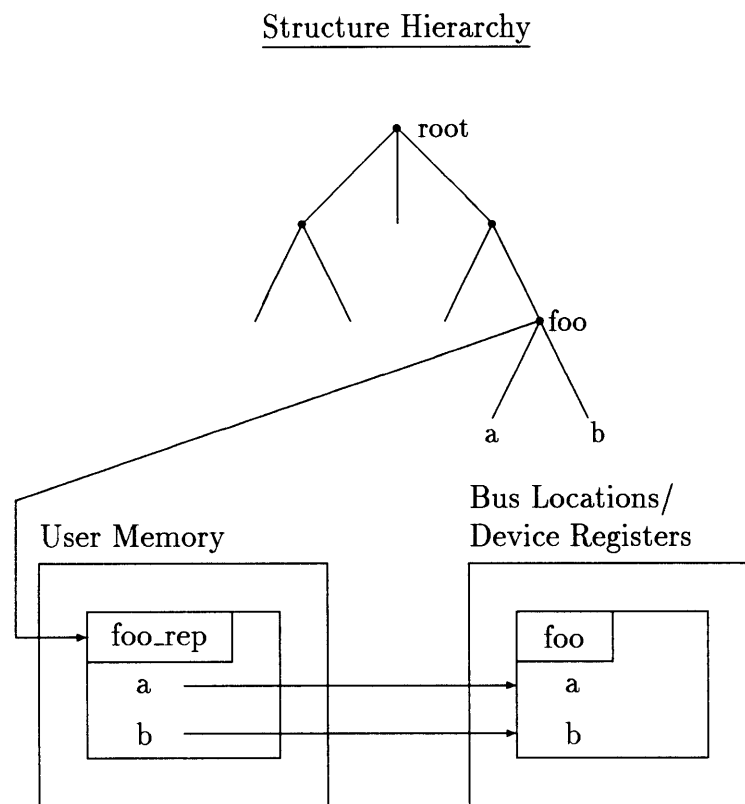 Structure Hierarchy
root
foo
a
b
User Memory
Bus Locations/
Device Registers
foo_rep
a
b
foo
a
b